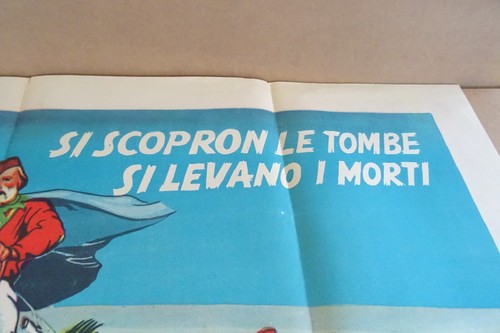 SI SCOPRON LE TOMBE
SI LEVANO I MORTI